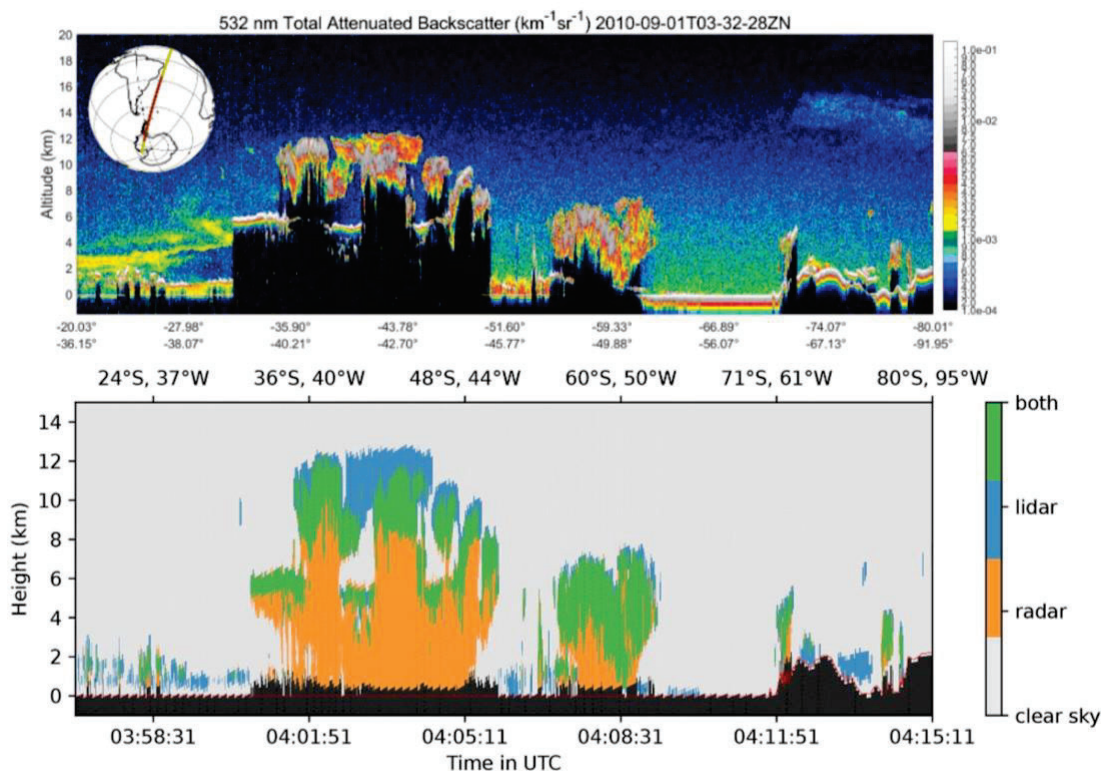 532 nm Total Attenuated Backscatter (km⁻¹sr⁻¹) 2010-09-01T03-32-28ZN
Altitude (km)
20
18
16
14
12
10
8
6
4
2
0
1.0e-01
1.0e-02
1.0e-03
1.0e-04
-20.03° -27.98° -35.90° -43.78° -51.60° -59.33° -66.89° -74.07° -80.01°
-36.15° -38.07° -40.21° -42.70° -45.77° -49.88° -56.07° -67.13° -91.95°
24°S, 37°W 36°S, 40°W 48°S, 44°W 60°S, 50°W 71°S, 61°W 80°S, 95°W
Height (km)
14
12
10
8
6
4
2
0
both
lidar
radar
clear sky
03:58:31 04:01:51 04:05:11 04:08:31 04:11:51 04:15:11
Time in UTC